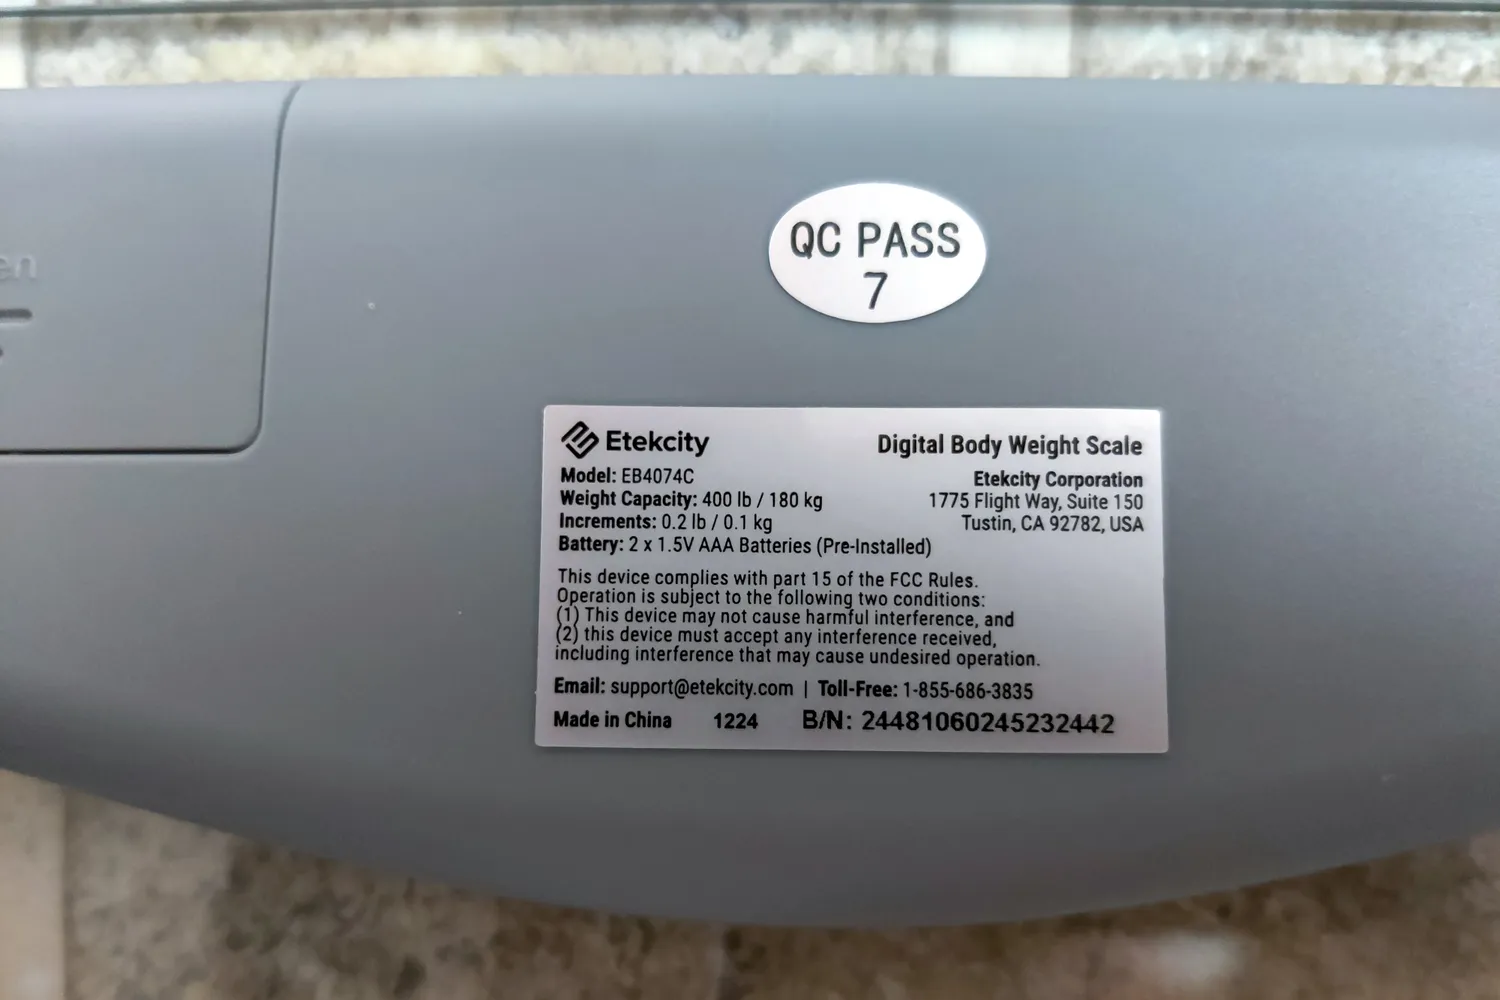 QC PASS
7
Etekcity
Digital Body Weight Scale
Model: EB4074C
Weight Capacity: 400 lb / 180 kg
Increments: 0.2 lb / 0.1 kg
Battery: 2 x 1.5V AAA Batteries (Pre-Installed)
Etekcity Corporation
1775 Flight Way, Suite 150
Tustin, CA 92782, USA
This device complies with part 15 of the FCC Rules.
Operation is subject to the following two conditions:
(1) This device may not cause harmful interference, and
(2) this device must accept any interference received,
including interference that may cause undesired operation.
Email: support@etekcity.com | Toll-Free: 1-855-686-3835
Made in China 1224 B/N: 24481060245232442